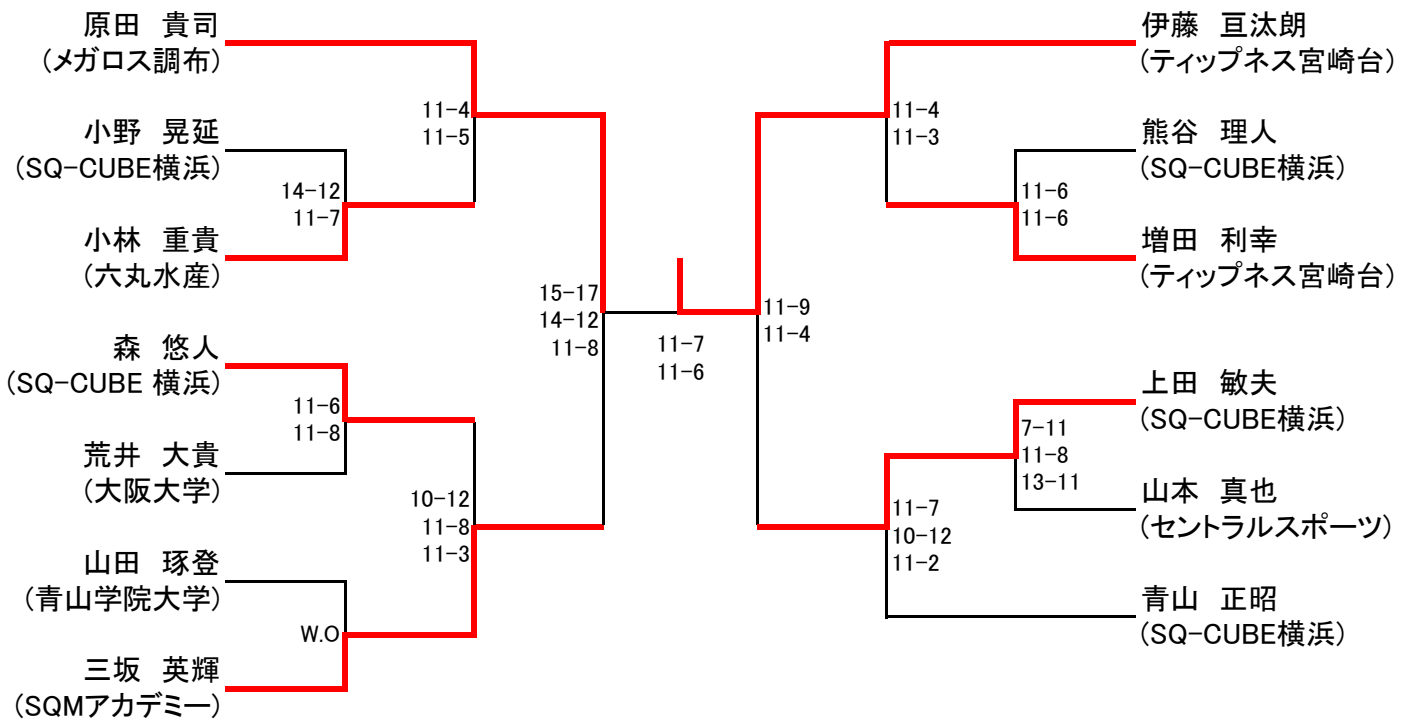 原田 貴司
(メガロス調布)
小野 晃延
(SQ-CUBE横浜)
小林 重貴
(六丸水産)
森 悠人
(SQ-CUBE 横浜)
荒井 大貴
(大阪大学)
山田 琢登
(青山学院大学)
三坂 英輝
(SQMアカデミー)
11-4
11-5
14-12
11-7
11-6
11-8
10-12
11-8
11-3
W.O
15-17
14-12
11-8
11-7
11-6
11-9
11-4
11-4
11-3
11-6
11-6
7-11
11-8
13-11
11-7
10-12
11-2
伊藤 亘汰朗
(ティップネス宮崎台)
熊谷 理人
(SQ-CUBE横浜)
増田 利幸
(ティップネス宮崎台)
上田 敏夫
(SQ-CUBE横浜)
山本 真也
(セントラルスポーツ)
青山 正昭
(SQ-CUBE横浜)